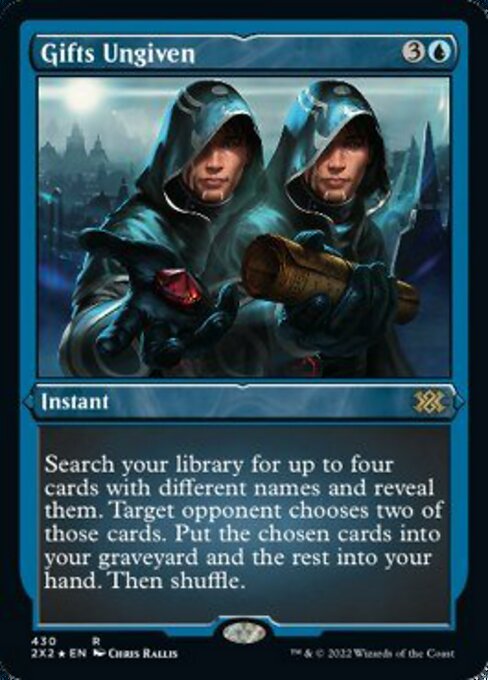 Gifts Ungiven 3
Instant
Search your library for up to four
cards with different names and reveal
them. Target opponent chooses two of
those cards. Put the chosen cards into
your graveyard and the rest into your
hand. Then shuffle.
430 R
2X2 ★ EN Chris Rallis
™ & © 2022 Wizards of the Coast